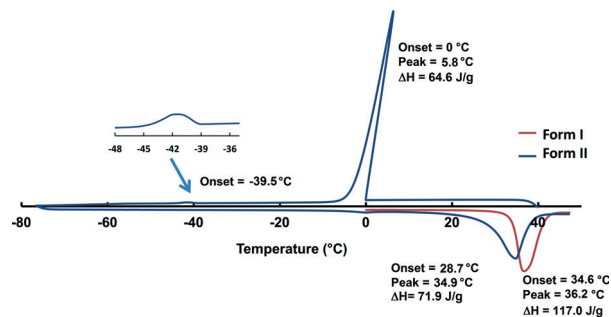 Onset = 0 °C
Peak = 5.8 °C
ΔH = 64.6 J/g
Form I
Form II
-48 -45 -42 -39 -36
Onset = -39.5 °C
-80 -60 -40 -20 0 20 40
Temperature (°C)
Onset = 28.7 °C
Peak = 34.9 °C
ΔH= 71.9 J/g
Onset = 34.6 °C
Peak = 36.2 °C
ΔH = 117.0 J/g